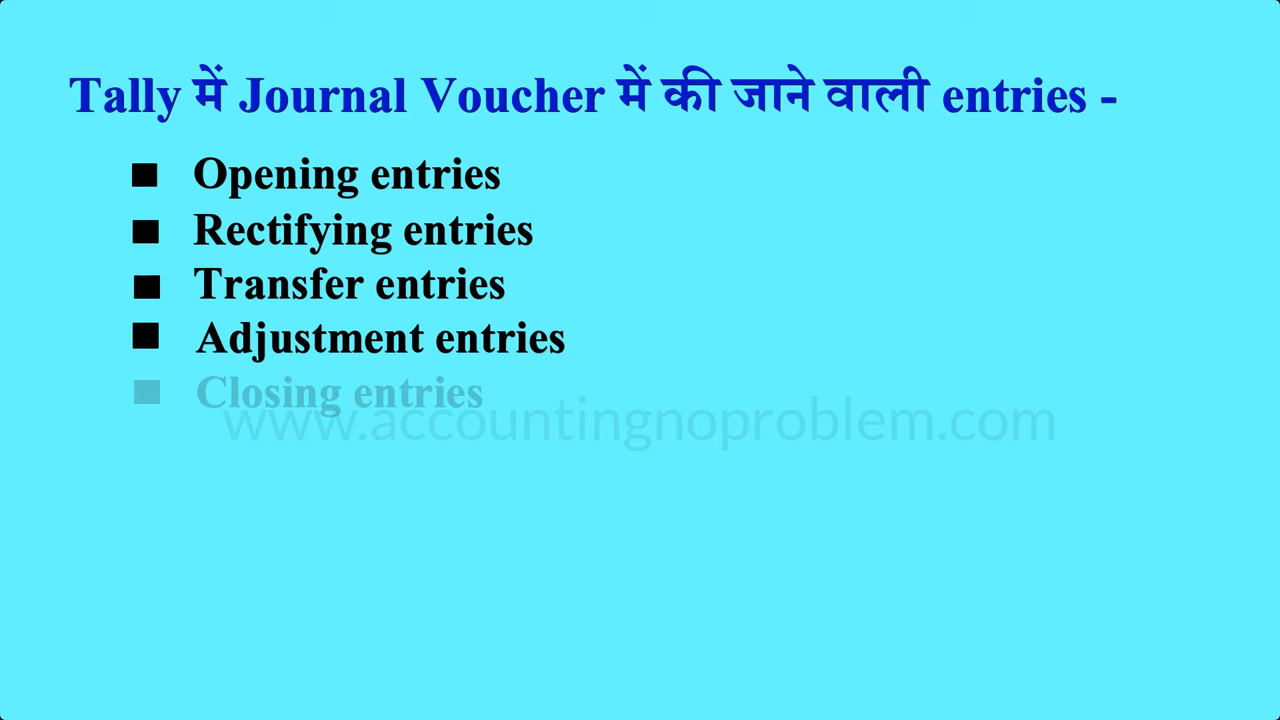 Tally में Journal Voucher में की जाने वाली entries -
■ Opening entries
■ Rectifying entries
■ Transfer entries
■ Adjustment entries
■ Closing entries
www.accountingnoproblem.com